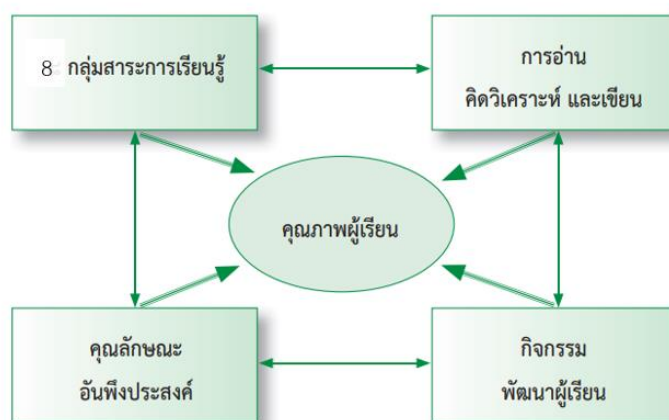 8 กลุ่มสาระการเรียนรู้
การอ่าน
คิดวิเคราะห์ และเขียน
คุณภาพผู้เรียน
คุณลักษณะ
อันพึงประสงค์
กิจกรรม
พัฒนาผู้เรียน